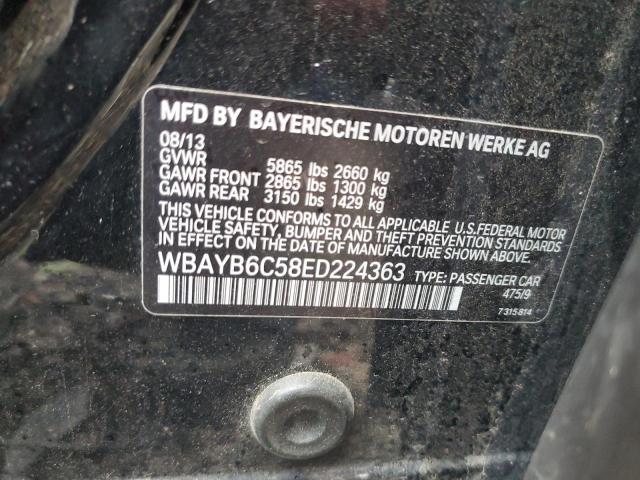 MFD BY BAYERISCHE MOTOREN WERKE AG
08/13
GVWR 5865 lbs 2660 kg
GAWR FRONT 2865 lbs 1300 kg
GAWR REAR 3150 lbs 1429 kg
THIS VEHICLE CONFORMS TO ALL APPLICABLE U.S.FEDERAL MOTOR
VEHICLE SAFETY, BUMPER AND THEFT PREVENTION STANDARDS
IN EFFECT ON THE DATE OF MANUFACTURE SHOWN ABOVE.
WBAYB6C58ED224363 TYPE: PASSENGER CAR
475/9
7315814